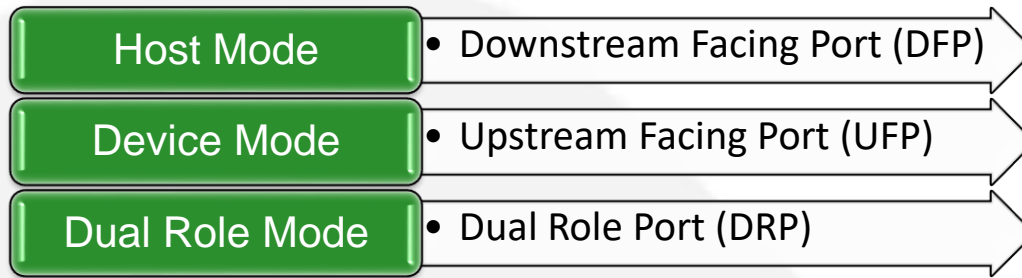 Host Mode
• Downstream Facing Port (DFP)
Device Mode
• Upstream Facing Port (UFP)
Dual Role Mode
• Dual Role Port (DRP)